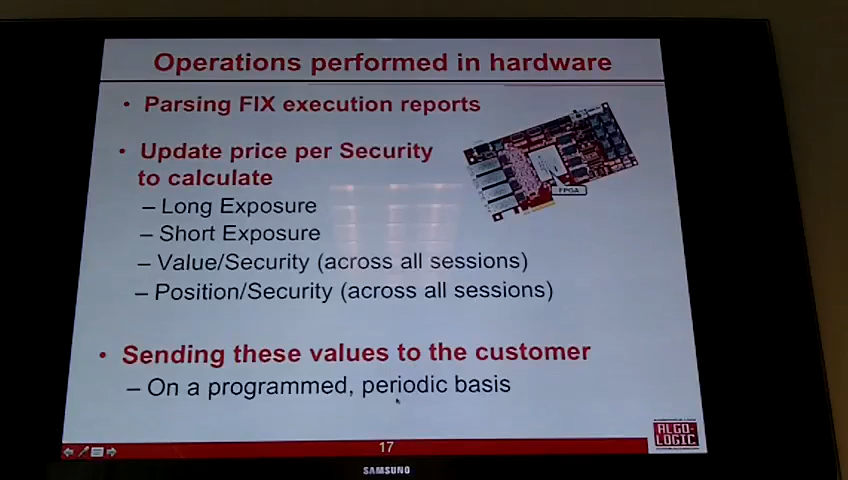 Operations performed in hardware
• Parsing FIX execution reports
• Update price per Security
to calculate
– Long Exposure
– Short Exposure
– Value/Security (across all sessions)
– Position/Security (across all sessions)
FPGA
• Sending these values to the customer
– On a programmed, periodic basis
17
ALGO-
LOGIC
SAMSUNG